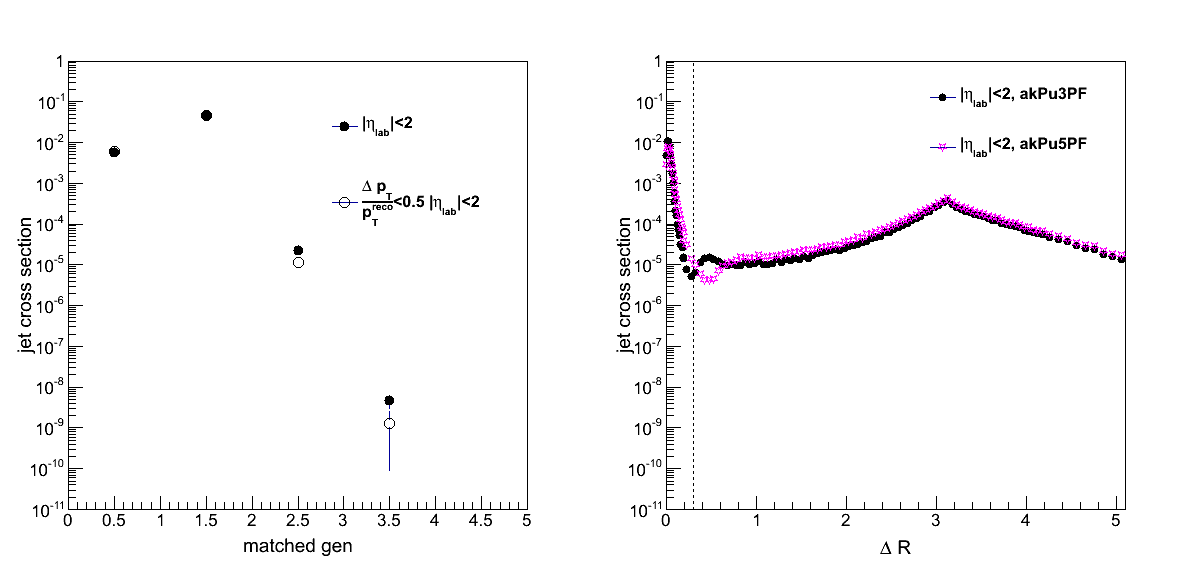 1
10⁻¹
10⁻²
10⁻³
10⁻⁴
10⁻⁵
10⁻⁶
10⁻⁷
10⁻⁸
10⁻⁹
10⁻¹⁰
10⁻¹¹
jet cross section
|η_lab|<2
Δ p_T / p_T^reco <0.5 |η_lab|<2
0 0.5 1 1.5 2 2.5 3 3.5 4 4.5 5
matched gen
1
10⁻¹
10⁻²
10⁻³
10⁻⁴
10⁻⁵
10⁻⁶
10⁻⁷
10⁻⁸
10⁻⁹
10⁻¹⁰
10⁻¹¹
jet cross section
|η_lab|<2, akPu3PF
|η_lab|<2, akPu5PF
0 1 2 3 4 5
Δ R